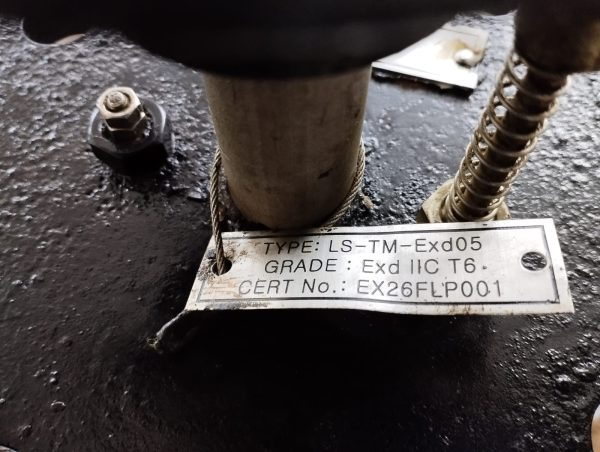 TYPE: LS-TM-Exd05
GRADE : Exd IIC T6.
CERT No.: EX26FLP001